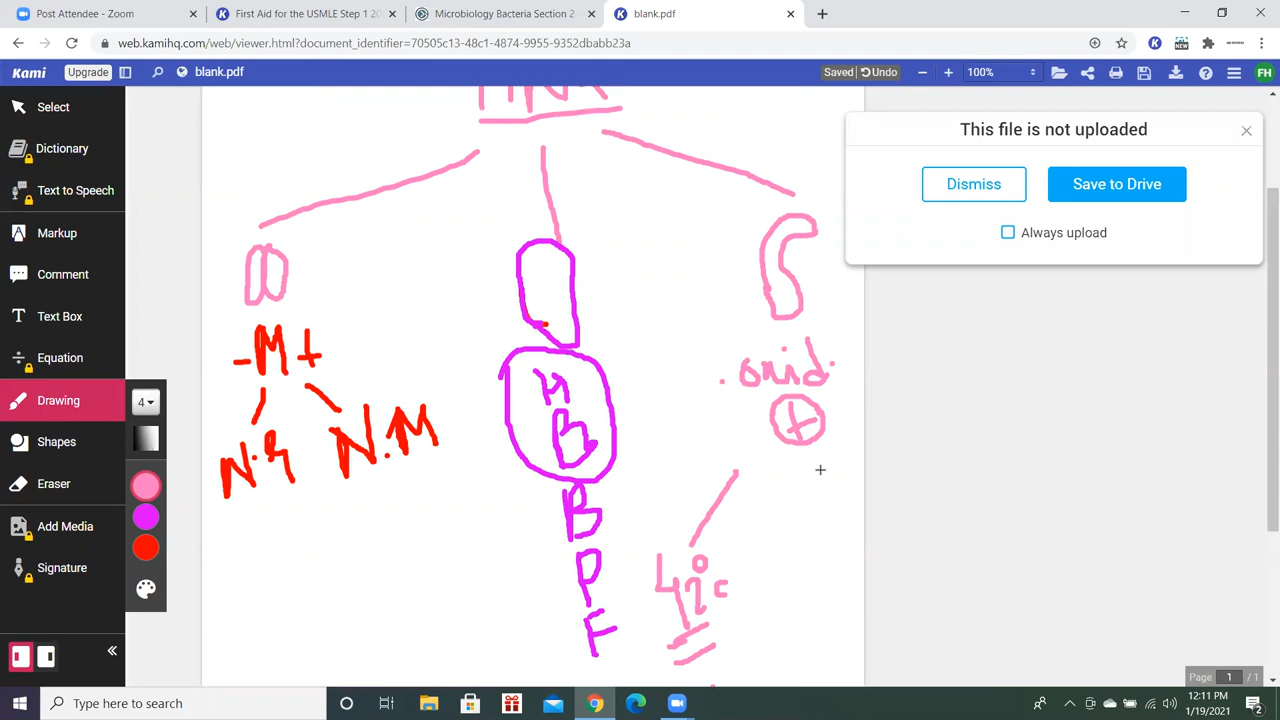 Post Attendee - Zoom
First Aid for the USMLE Step 1 20
Microbiology Bacteria Section 2 -
blank.pdf
web.kamihq.com/web/viewer.html?document_identifier=70505c13-48c1-4874-9955-9352dbabb23a
Kami
Upgrade
blank.pdf
Saved
Undo
100%
FH
Select
Dictionary
Text to Speech
Markup
Comment
Text Box
Equation
Drawing
Shapes
Eraser
Add Media
Signature
4
This file is not uploaded
Dismiss
Save to Drive
Always upload
- M +
N.M
H
B
B
P
F
Page 1 / 1
Type here to search
12:11 PM
1/19/2021
2